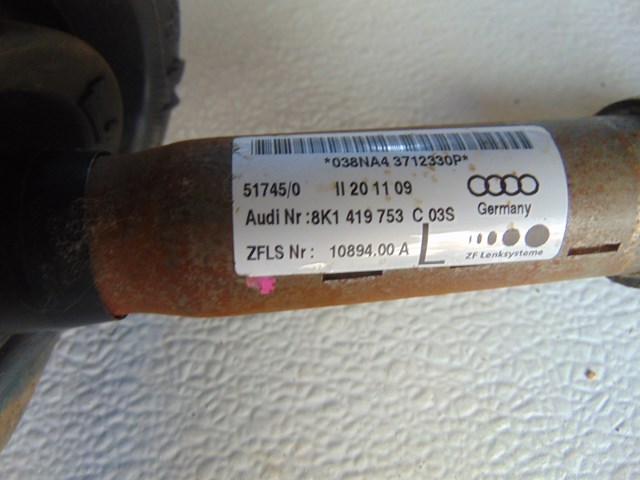 *038NA4 3712330P*
51745/0 II 20 11 09
Audi Nr :8K1 419 753 C 03S
Germany
ZFLS Nr : 10894.00 A L
ZF Lenksysteme